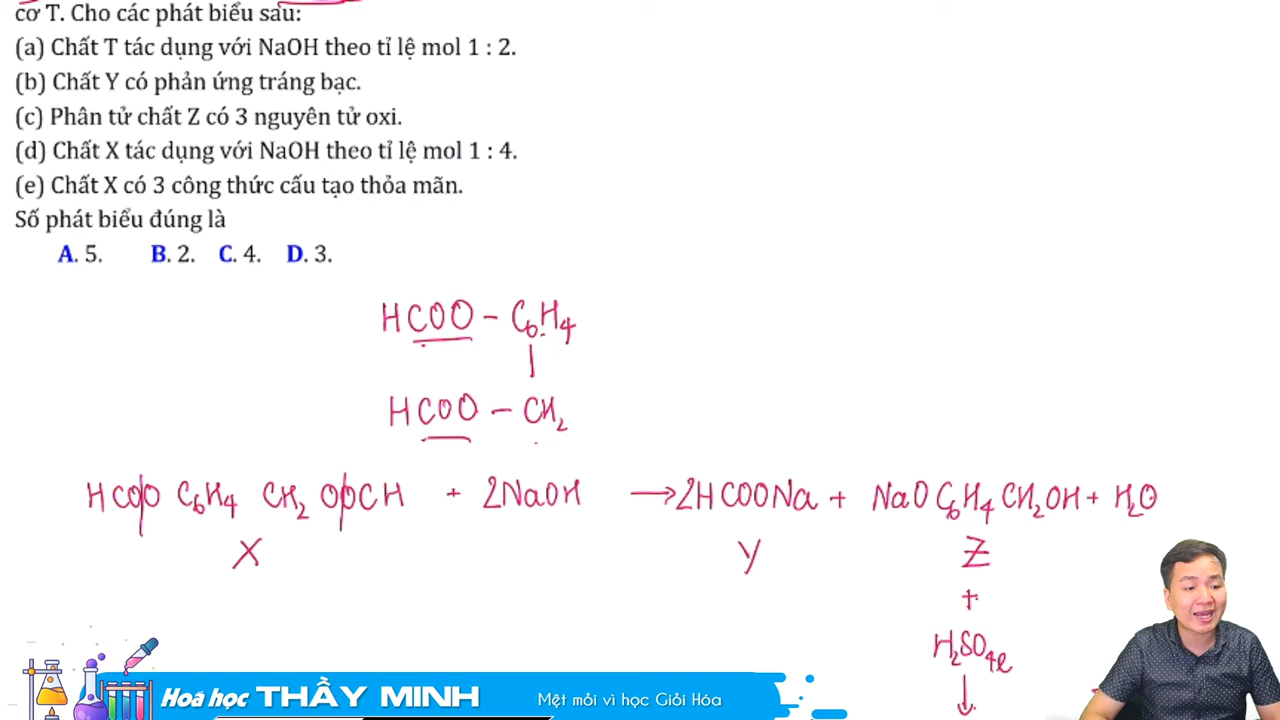 cơ T. Cho các phát biểu sau:
(a) Chất T tác dụng với NaOH theo tỉ lệ mol 1 : 2.
(b) Chất Y có phản ứng tráng bạc.
(c) Phân tử chất Z có 3 nguyên tử oxi.
(d) Chất X tác dụng với NaOH theo tỉ lệ mol 1 : 4.
(e) Chất X có 3 công thức cấu tạo thỏa mãn.
Số phát biểu đúng là
A. 5. B. 2. C. 4. D. 3.
HCOO – C₆H₄
|
HCOO – CH₂
HCOO C₆H₄ CH₂ OOCH + 2NaOH → 2HCOONa + NaO C₆H₄ CH₂OH + H₂O
X Y Z
+
H₂SO₄ℓ
↓
Hoá học THẦY MINH Mệt mỏi vì học Giỏi Hóa